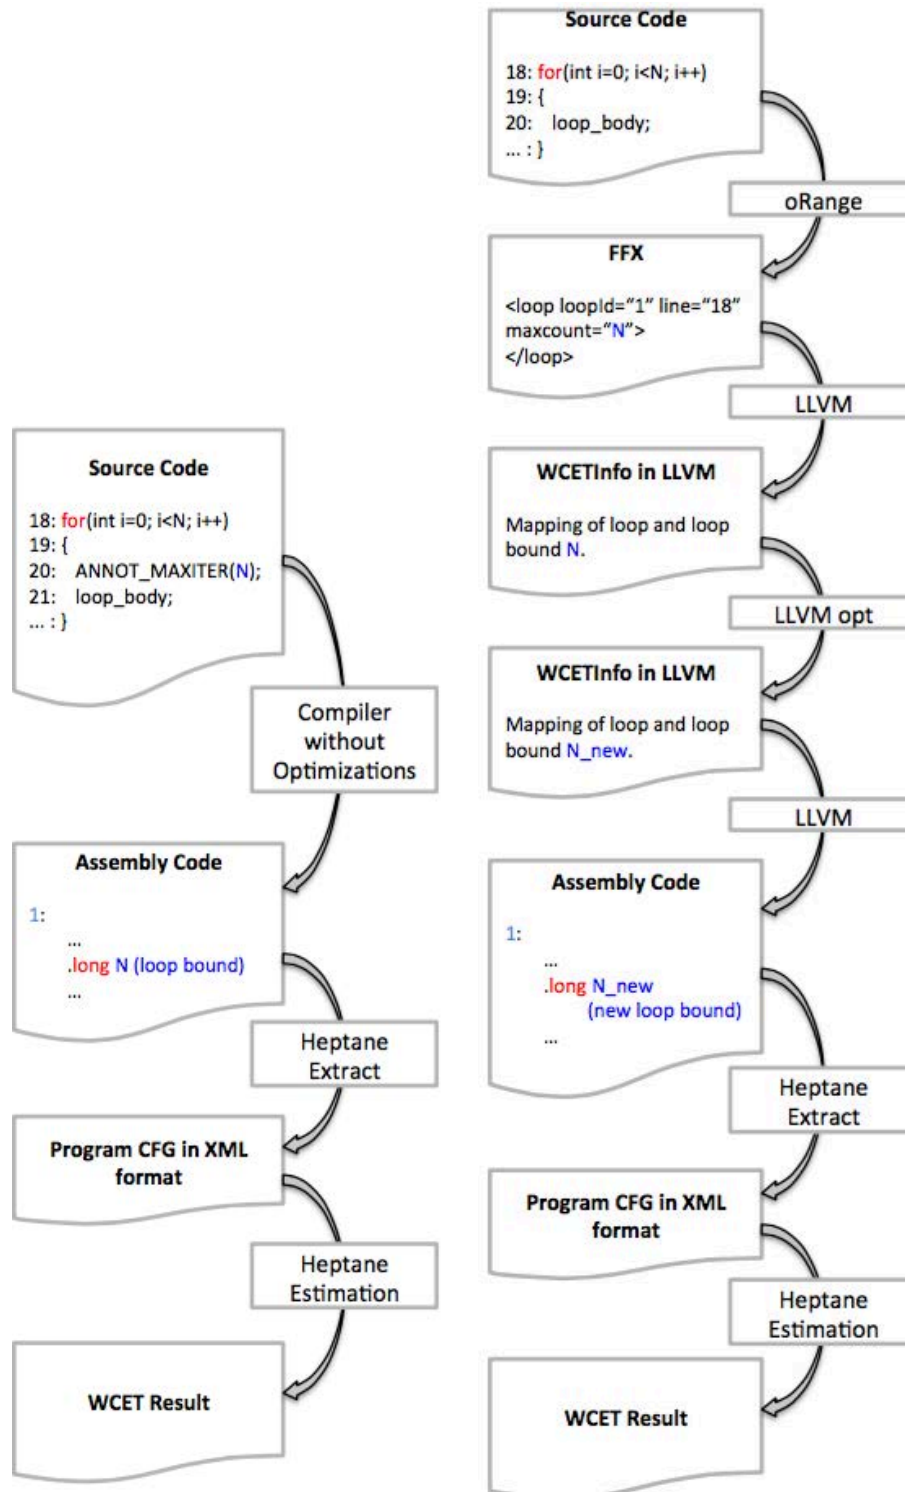 Source Code
18: for(int i=0; i<N; i++)
19: {
20: ANNOT_MAXITER(N);
21: loop_body;
... : }
Compiler
without
Optimizations
Assembly Code
1:
...
.long N (loop bound)
...
Heptane
Extract
Program CFG in XML
format
Heptane
Estimation
WCET Result
Source Code
18: for(int i=0; i<N; i++)
19: {
20: loop_body;
... : }
oRange
FFX
<loop loopId="1" line="18"
maxcount="N">
</loop>
LLVM
WCETInfo in LLVM
Mapping of loop and loop
bound N.
LLVM opt
WCETInfo in LLVM
Mapping of loop and loop
bound N_new.
LLVM
Assembly Code
1:
...
.long N_new
(new loop bound)
...
Heptane
Extract
Program CFG in XML
format
Heptane
Estimation
WCET Result